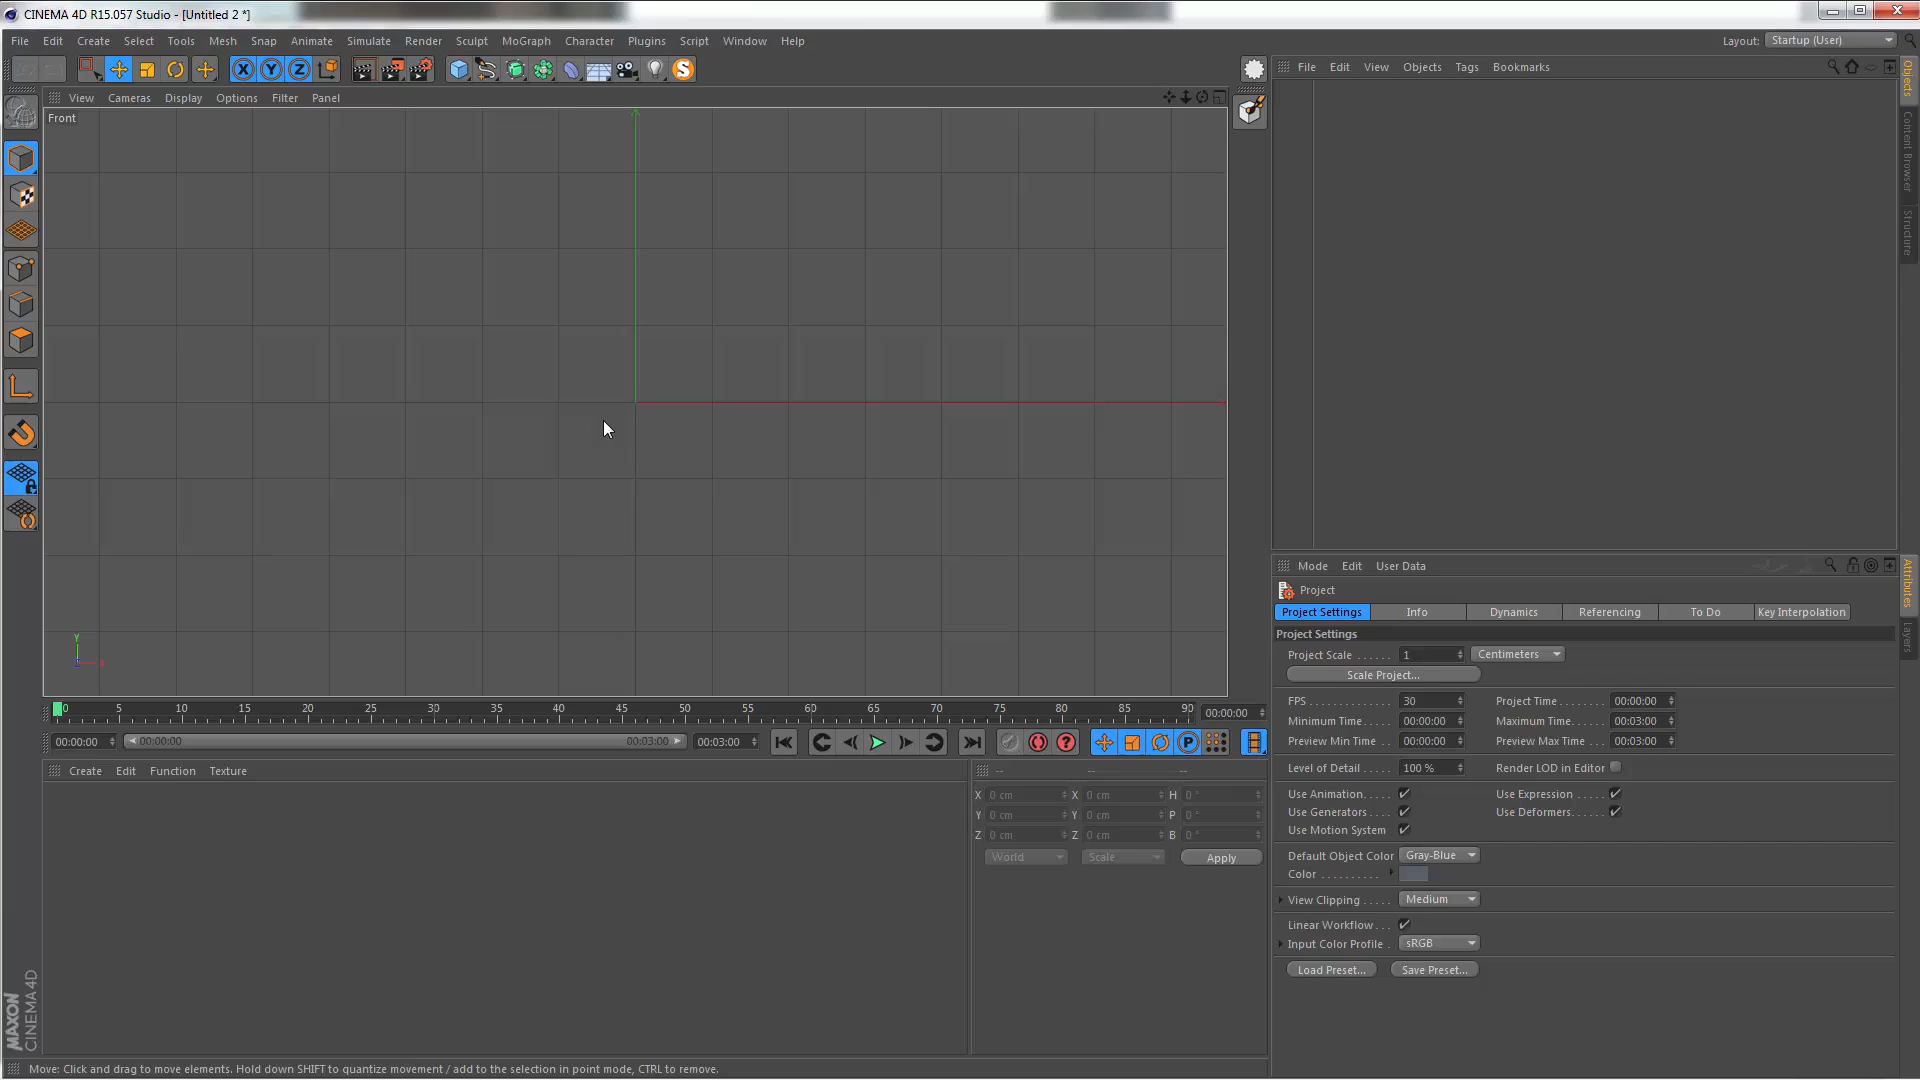 CINEMA 4D R15.057 Studio - [Untitled 2 *]
File Edit Create Select Tools Mesh Snap Animate Simulate Render Sculpt MoGraph Character Plugins Script Window Help
Layout: Startup (User)
X Y Z S
File Edit View Objects Tags Bookmarks
View Cameras Display Options Filter Panel
Front
Y
X
Objects
Content Browser
Structure
Mode Edit User Data
Project
Project Settings Info Dynamics Referencing To Do Key Interpolation
Project Settings
Project Scale ...... 1 Centimeters
Scale Project...
FPS .............. 30 Project Time ........ 00:00:00
Minimum Time.... 00:00:00 Maximum Time....... 00:03:00
Preview Min Time .. 00:00:00 Preview Max Time .. 00:03:00
Level of Detail ..... 100 % Render LOD in Editor
Use Animation..... Use Expression .....
Use Generators .... Use Deformers......
Use Motion System
Default Object Color Gray-Blue
Color ..........
View Clipping ..... Medium
Linear Workflow...
Input Color Profile . sRGB
Load Preset... Save Preset...
Attributes
Layers
0 5 10 15 20 25 30 35 40 45 50 55 60 65 70 75 80 85 90 00:00:00
00:00:00 00:00:00 00:03:00 00:03:00 ? P
Create Edit Function Texture
-- -- --
X 0 cm X 0 cm H 0 °
Y 0 cm Y 0 cm P 0 °
Z 0 cm Z 0 cm B 0 °
World Scale Apply
MAXON
CINEMA 4D
Move: Click and drag to move elements. Hold down SHIFT to quantize movement / add to the selection in point mode, CTRL to remove.